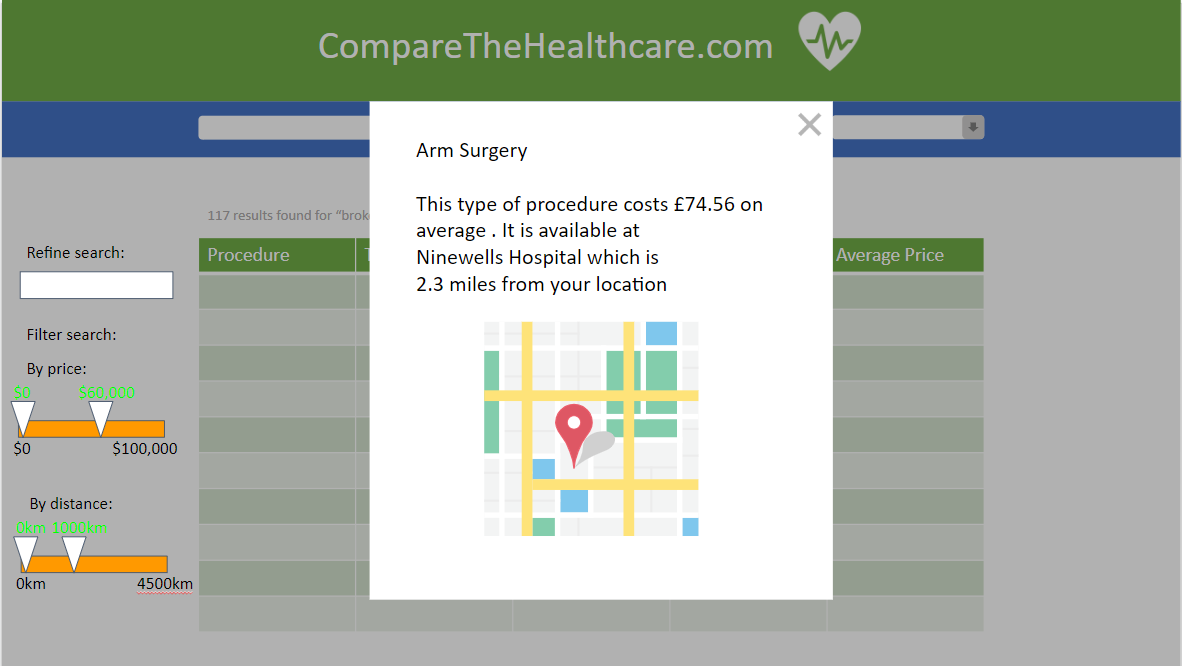 CompareTheHealthcare.com
Arm Surgery
This type of procedure costs £74.56 on
average . It is available at
Ninewells Hospital which is
2.3 miles from your location
117 results found for
Refine search:
Procedure
Average Price
Filter search:
By price:
$0 $60,000
$0 $100,000
By distance:
0km 1000km
0km 4500km